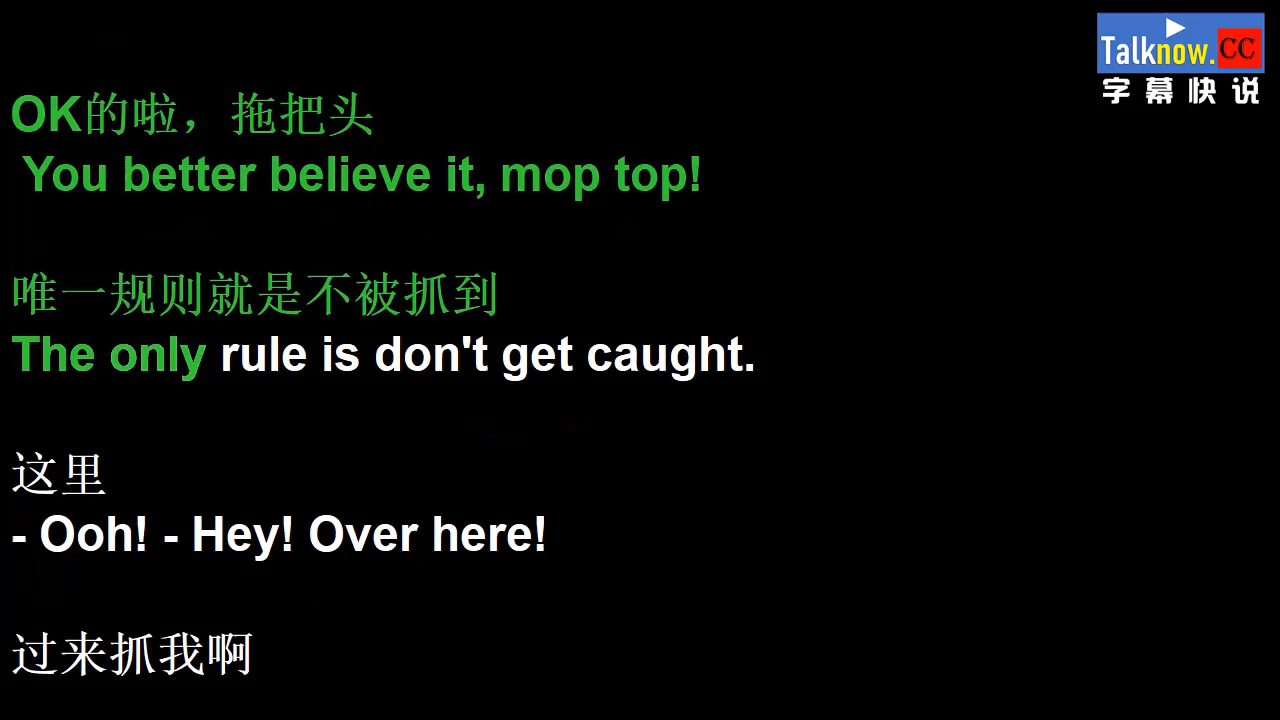 Talknow.CC
字幕快说
OK的啦，拖把头
You better believe it, mop top!
唯一规则就是不被抓到
The only rule is don't get caught.
这里
- Ooh! - Hey! Over here!
过来抓我啊